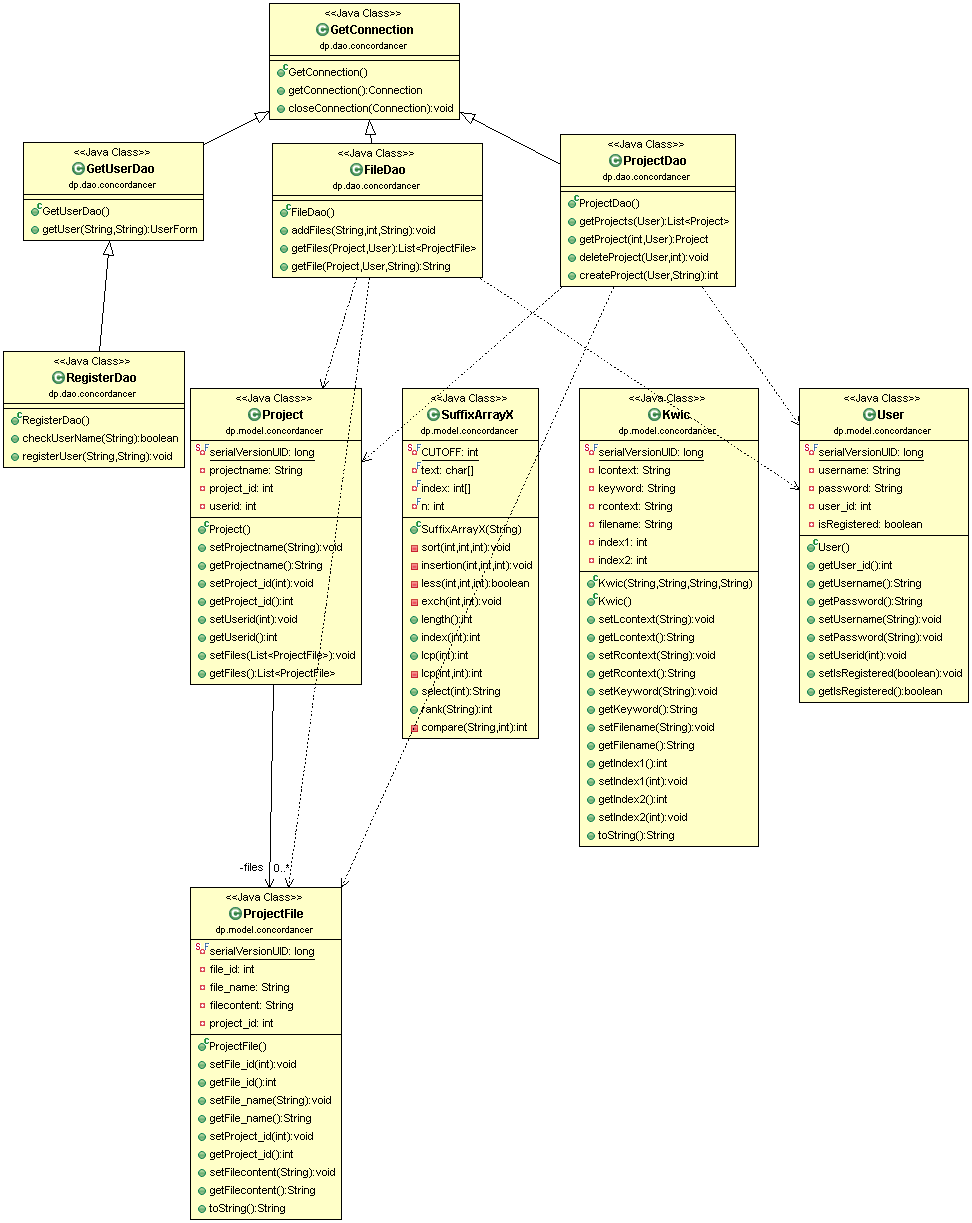 <<Java Class>>
GetConnection
dp.dao.concordancer
GetConnection()
getConnection():Connection
closeConnection(Connection):void
<<Java Class>>
GetUserDao
dp.dao.concordancer
GetUserDao()
getUser(String,String):UserForm
<<Java Class>>
FileDao
dp.dao.concordancer
FileDao()
addFiles(String,int,String):void
getFiles(Project,User):List<ProjectFile>
getFile(Project,User,String):String
<<Java Class>>
ProjectDao
dp.dao.concordancer
ProjectDao()
getProjects(User):List<Project>
getProject(int,User):Project
deleteProject(User,int):void
createProject(User,String):int
<<Java Class>>
RegisterDao
dp.dao.concordancer
RegisterDao()
checkUserName(String):boolean
registerUser(String,String):void
<<Java Class>>
Project
dp.model.concordancer
serialVersionUID: long
projectname: String
project_id: int
userid: int
Project()
setProjectname(String):void
getProjectname():String
setProject_id(int):void
getProject_id():int
setUserid(int):void
getUserid():int
setFiles(List<ProjectFile>):void
getFiles():List<ProjectFile>
<<Java Class>>
SuffixArrayX
dp.model.concordancer
CUTOFF: int
text: char[]
index: int[]
n: int
SuffixArrayX(String)
sort(int,int,int):void
insertion(int,int,int):void
less(int,int,int):boolean
exch(int,int):void
length():int
index(int):int
lcp(int):int
lcp(int,int):int
select(int):String
rank(String):int
compare(String,int):int
<<Java Class>>
Kwic
dp.model.concordancer
serialVersionUID: long
lcontext: String
keyword: String
rcontext: String
filename: String
index1: int
index2: int
Kwic(String,String,String,String)
Kwic()
setLcontext(String):void
getLcontext():String
setRcontext(String):void
getRcontext():String
setKeyword(String):void
getKeyword():String
setFilename(String):void
getFilename():String
getIndex1():int
setIndex1(int):void
getIndex2():int
setIndex2(int):void
toString():String
<<Java Class>>
User
dp.model.concordancer
serialVersionUID: long
username: String
password: String
user_id: int
isRegistered: boolean
User()
getUser_id():int
getUsername():String
getPassword():String
setUsername(String):void
setPassword(String):void
setUserid(int):void
setIsRegistered(boolean):void
getIsRegistered():boolean
-files 0..*
<<Java Class>>
ProjectFile
dp.model.concordancer
serialVersionUID: long
file_id: int
file_name: String
filecontent: String
project_id: int
ProjectFile()
setFile_id(int):void
getFile_id():int
setFile_name(String):void
getFile_name():String
setProject_id(int):void
getProject_id():int
setFilecontent(String):void
getFilecontent():String
toString():String